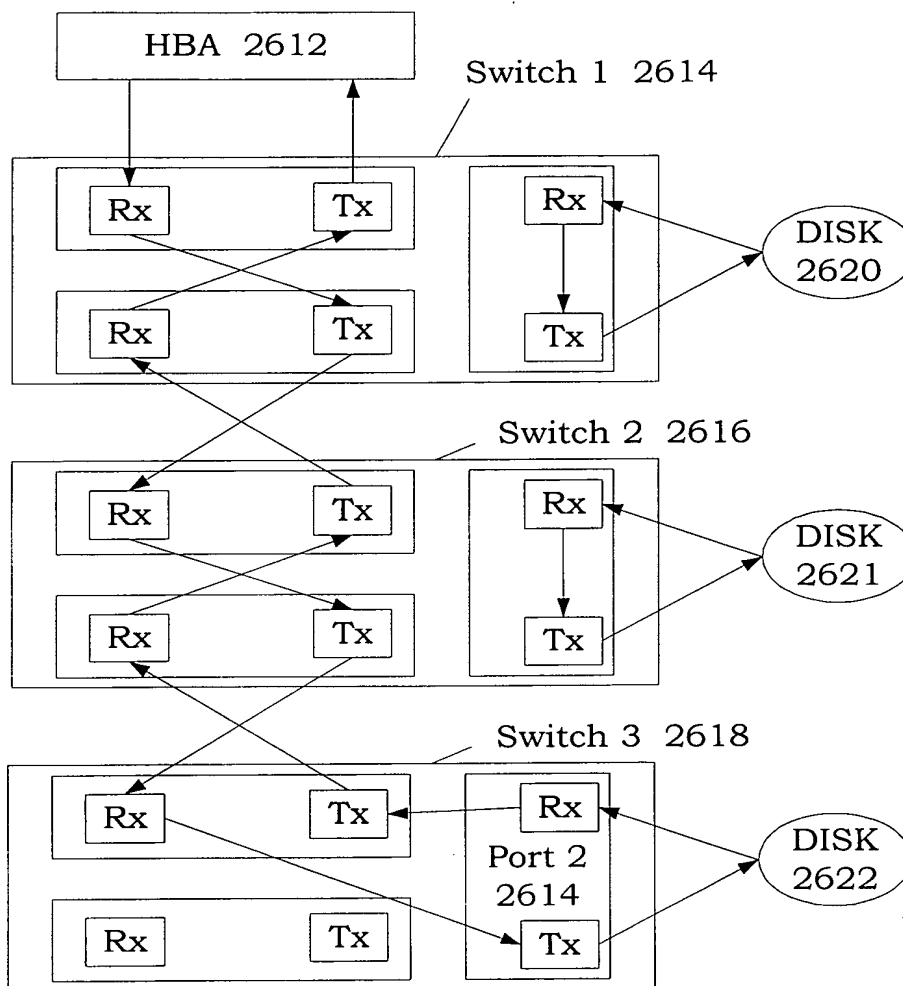 HBA 2612
Switch 1 2614
Rx
Tx
Rx
DISK
2620
Rx
Tx
Tx
Switch 2 2616
Rx
Tx
Rx
DISK
2621
Rx
Tx
Tx
Switch 3 2618
Rx
Tx
Rx
Port 2
2614
DISK
2622
Rx
Tx
Tx